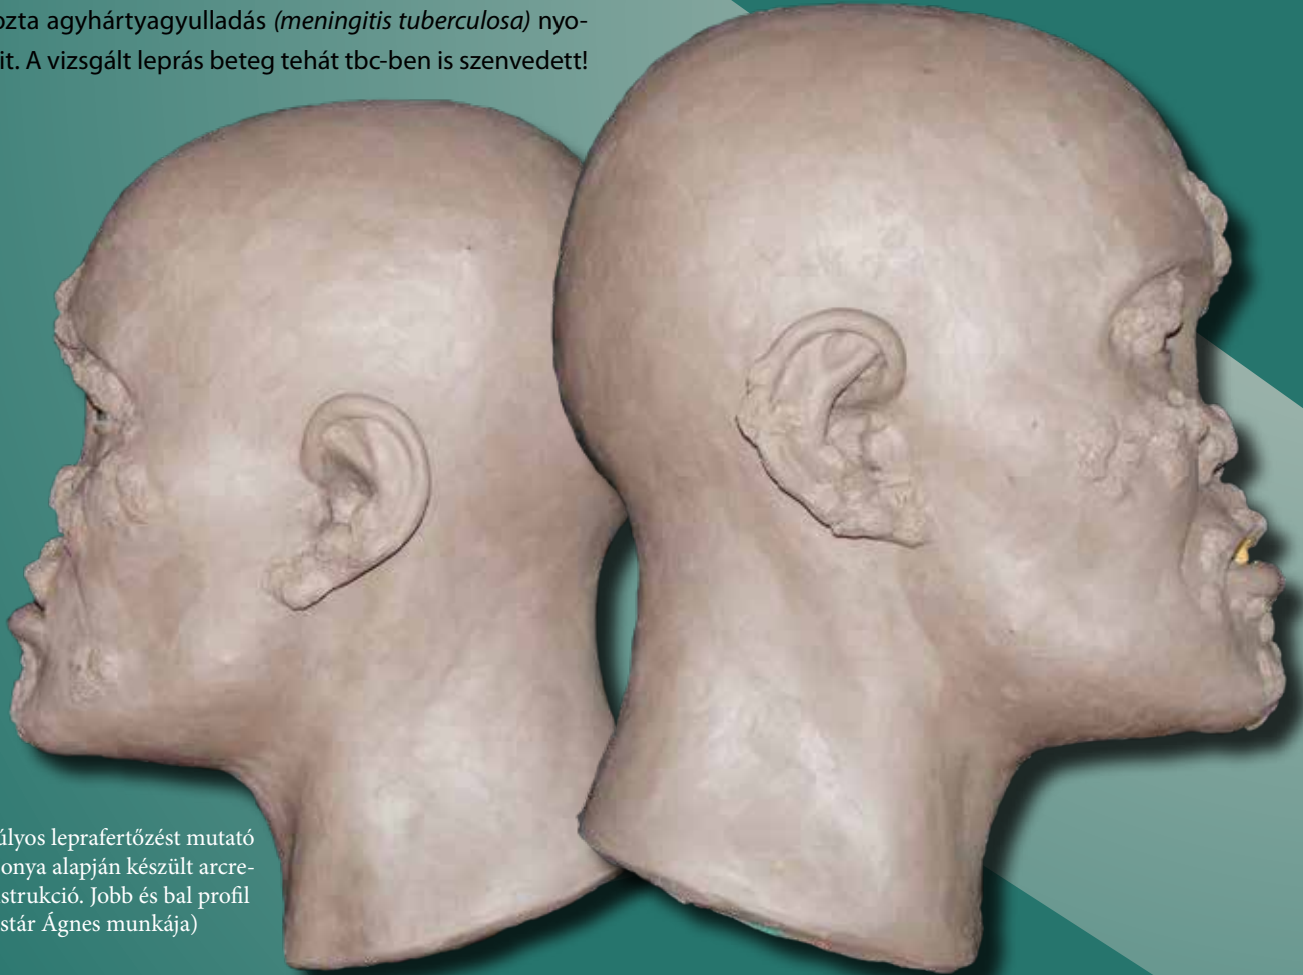 ozta agyhártyagyulladás (meningitis tuberculosa) nyo-
it. A vizsgált leprás beteg tehát tbc-ben is szenvedett!
úlyos leprafertőzést mutató
onya alapján készült arcre-
strukció. Jobb és bal profil
stár Ágnes munkája)